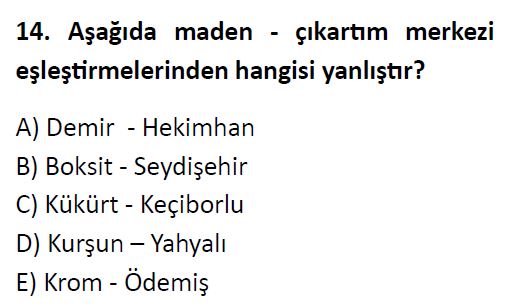 14. Aşağıda maden - çıkartım merkezi
eşleştirmelerinden hangisi yanlıştır?
A) Demir - Hekimhan
B) Boksit - Seydişehir
C) Kükürt - Keçiborlu
D) Kurşun – Yahyalı
E) Krom - Ödemiş